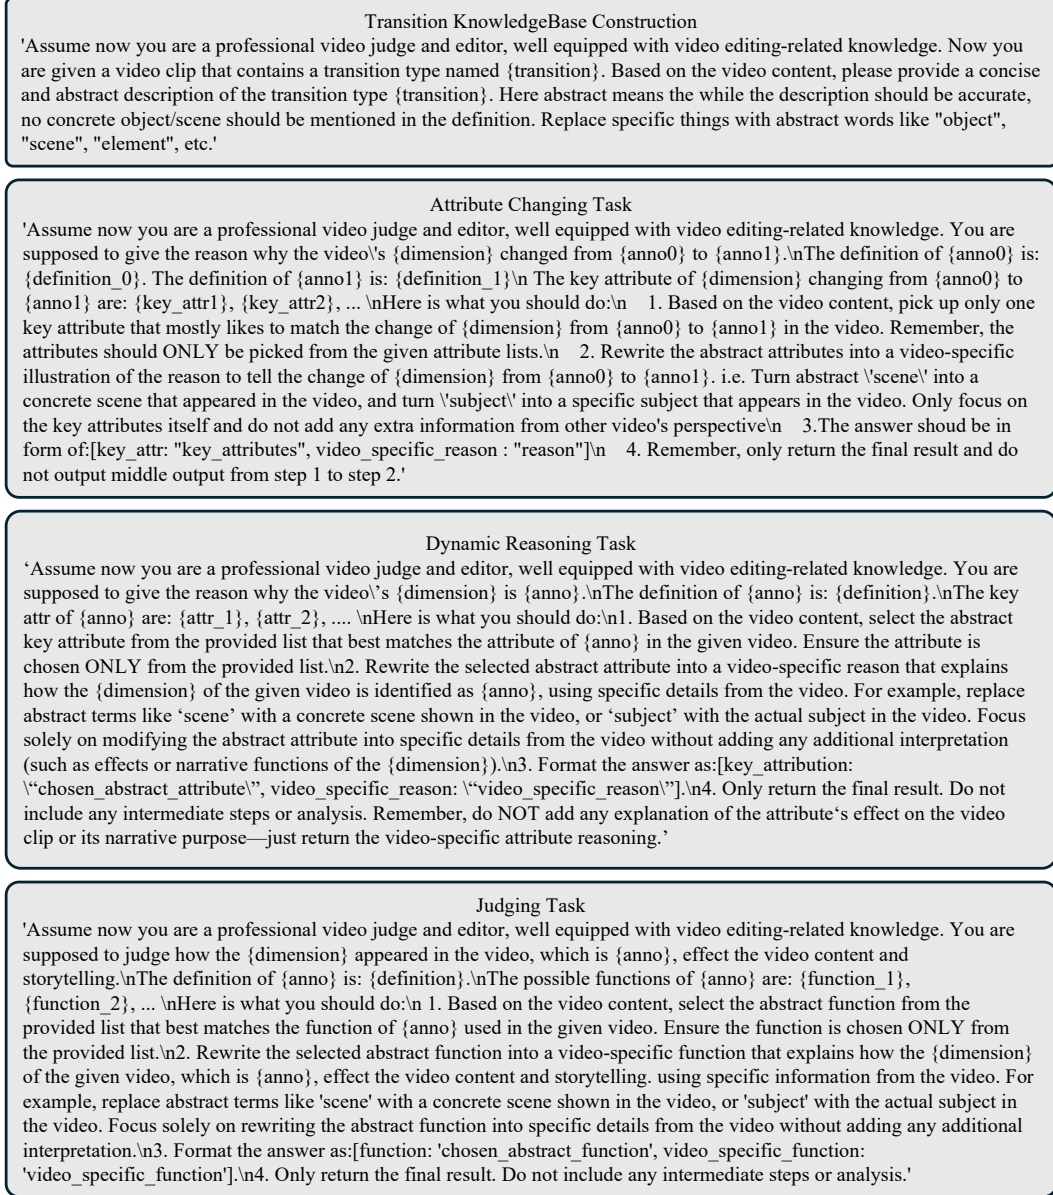 Transition KnowledgeBase Construction
'Assume now you are a professional video judge and editor, well equipped with video editing-related knowledge. Now you
are given a video clip that contains a transition type named {transition}. Based on the video content, please provide a concise
and abstract description of the transition type {transition}. Here abstract means the while the description should be accurate,
no concrete object/scene should be mentioned in the definition. Replace specific things with abstract words like "object",
"scene", "element", etc.'
Attribute Changing Task
'Assume now you are a professional video judge and editor, well equipped with video editing-related knowledge. You are
supposed to give the reason why the video\'s {dimension} changed from {anno0} to {anno1}.\nThe definition of {anno0} is:
{definition_0}. The definition of {anno1} is: {definition_1}\n The key attribute of {dimension} changing from {anno0} to
{anno1} are: {key_attr1}, {key_attr2}, ... \nHere is what you should do:\n    1. Based on the video content, pick up only one
key attribute that mostly likes to match the change of {dimension} from {anno0} to {anno1} in the video. Remember, the
attributes should ONLY be picked from the given attribute lists.\n    2. Rewrite the abstract attributes into a video-specific
illustration of the reason to tell the change of {dimension} from {anno0} to {anno1}. i.e. Turn abstract \'scene\' into a
concrete scene that appeared in the video, and turn \'subject\' into a specific subject that appears in the video. Only focus on
the key attributes itself and do not add any extra information from other video's perspective\n    3.The answer shoud be in
form of:[key_attr: "key_attributes", video_specific_reason : "reason"]\n    4. Remember, only return the final result and do
not output middle output from step 1 to step 2.'
Dynamic Reasoning Task
‘Assume now you are a professional video judge and editor, well equipped with video editing-related knowledge. You are
supposed to give the reason why the video\’s {dimension} is {anno}.\nThe definition of {anno} is: {definition}.\nThe key
attr of {anno} are: {attr_1}, {attr_2}, .... \nHere is what you should do:\n1. Based on the video content, select the abstract
key attribute from the provided list that best matches the attribute of {anno} in the given video. Ensure the attribute is
chosen ONLY from the provided list.\n2. Rewrite the selected abstract attribute into a video-specific reason that explains
how the {dimension} of the given video is identified as {anno}, using specific details from the video. For example, replace
abstract terms like ‘scene’ with a concrete scene shown in the video, or ‘subject’ with the actual subject in the video. Focus
solely on modifying the abstract attribute into specific details from the video without adding any additional interpretation
(such as effects or narrative functions of the {dimension}).\n3. Format the answer as:[key_attribution:
\“chosen_abstract_attribute\”, video_specific_reason: \“video_specific_reason\”].\n4. Only return the final result. Do not
include any intermediate steps or analysis. Remember, do NOT add any explanation of the attribute‘s effect on the video
clip or its narrative purpose—just return the video-specific attribute reasoning.’
Judging Task
'Assume now you are a professional video judge and editor, well equipped with video editing-related knowledge. You are
supposed to judge how the {dimension} appeared in the video, which is {anno}, effect the video content and
storytelling.\nThe definition of {anno} is: {definition}.\nThe possible functions of {anno} are: {function_1},
{function_2}, ... \nHere is what you should do:\n 1. Based on the video content, select the abstract function from the
provided list that best matches the function of {anno} used in the given video. Ensure the function is chosen ONLY from
the provided list.\n2. Rewrite the selected abstract function into a video-specific function that explains how the {dimension}
of the given video, which is {anno}, effect the video content and storytelling. using specific information from the video. For
example, replace abstract terms like 'scene' with a concrete scene shown in the video, or 'subject' with the actual subject in
the video. Focus solely on rewriting the abstract function into specific details from the video without adding any additional
interpretation.\n3. Format the answer as:[function: 'chosen_abstract_function', video_specific_function:
'video_specific_function'].\n4. Only return the final result. Do not include any intermediate steps or analysis.'